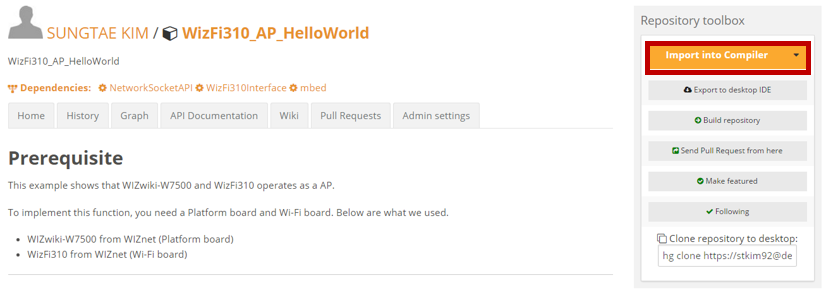 SUNGTAE KIM / WizFi310_AP_HelloWorld
WizFi310_AP_HelloWorld
Dependencies: NetworkSocketAPI WizFi310Interface mbed
Home History Graph API Documentation Wiki Pull Requests Admin settings
Prerequisite
This example shows that WIZwiki-W7500 and WizFi310 operates as a AP.
To implement this function, you need a Platform board and Wi-Fi board. Below are what we used.
WIZwiki-W7500 from WIZnet (Platform board)
WizFi310 from WIZnet (Wi-Fi board)
Repository toolbox
Import into Compiler
Export to desktop IDE
Build repository
Send Pull Request from here
Make featured
Following
Clone repository to desktop:
hg clone https://stkim92@de